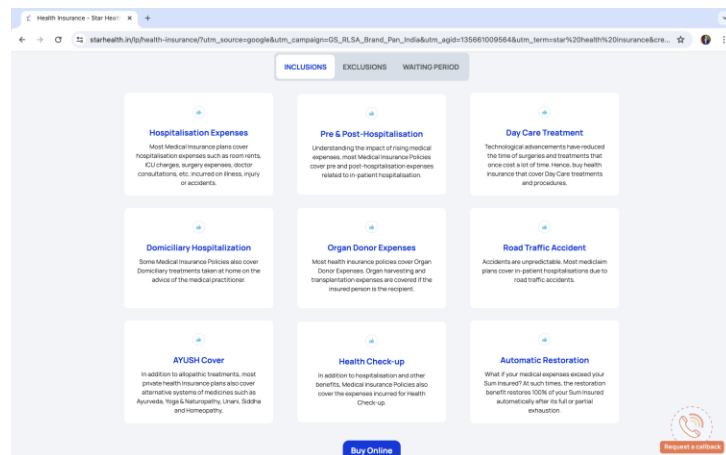 Health Insurance - Star Healt
starhealth.in/lp/health-insurance/?utm_source=google&utm_campaign=GS_RLSA_Brand_Pan_India&utm_agid=135661009564&utm_term=star%20health%20insurance&cre...
INCLUSIONS EXCLUSIONS WAITING PERIOD
Hospitalisation Expenses
Most Medical Insurance plans cover
hospitalisation expenses such as room rents,
ICU charges, surgery expenses, doctor
consultations, etc. incurred on illness, injury
or accidents.
Pre & Post-Hospitalisation
Understanding the impact of rising medical
expenses, most Medical Insurance Policies
cover pre and post-hospitalisation expenses
related to in-patient hospitalisation.
Day Care Treatment
Technological advancements have reduced
the time of surgeries and treatments that
once cost a lot of time. Hence, buy health
insurance that cover Day Care treatments
and procedures.
Domiciliary Hospitalization
Some Medical Insurance Policies also cover
Domiciliary treatments taken at home on the
advice of the medical practitioner.
Organ Donor Expenses
Most health insurance policies cover Organ
Donor Expenses. Organ harvesting and
transplantation expenses are covered if the
insured person is the recipient.
Road Traffic Accident
Accidents are unpredictable. Most mediclaim
plans cover in-patient hospitalisations due to
road traffic accidents.
AYUSH Cover
In addition to allopathic treatments, most
private health Insurance plans also cover
alternative systems of medicines such as
Ayurveda, Yoga & Naturopathy, Unani, Siddha
and Homeopathy.
Health Check-up
In addition to hospitalisation and other
benefits, Medical Insurance Policies also
cover the expenses incurred for Health
Check-up.
Automatic Restoration
What if your medical expenses exceed your
Sum Insured? At such times, the restoration
benefit restores 100% of your Sum Insured
automatically after its full or partial
exhaustion.
Buy Online
Request a callback